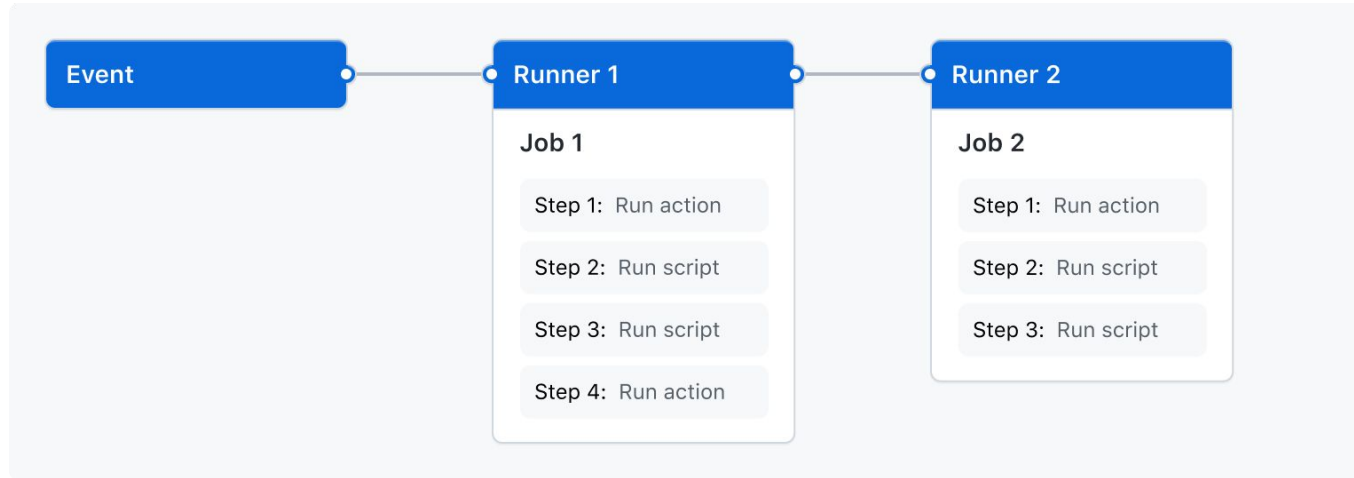 Event
Runner 1
Job 1
Step 1: Run action
Step 2: Run script
Step 3: Run script
Step 4: Run action
Runner 2
Job 2
Step 1: Run action
Step 2: Run script
Step 3: Run script